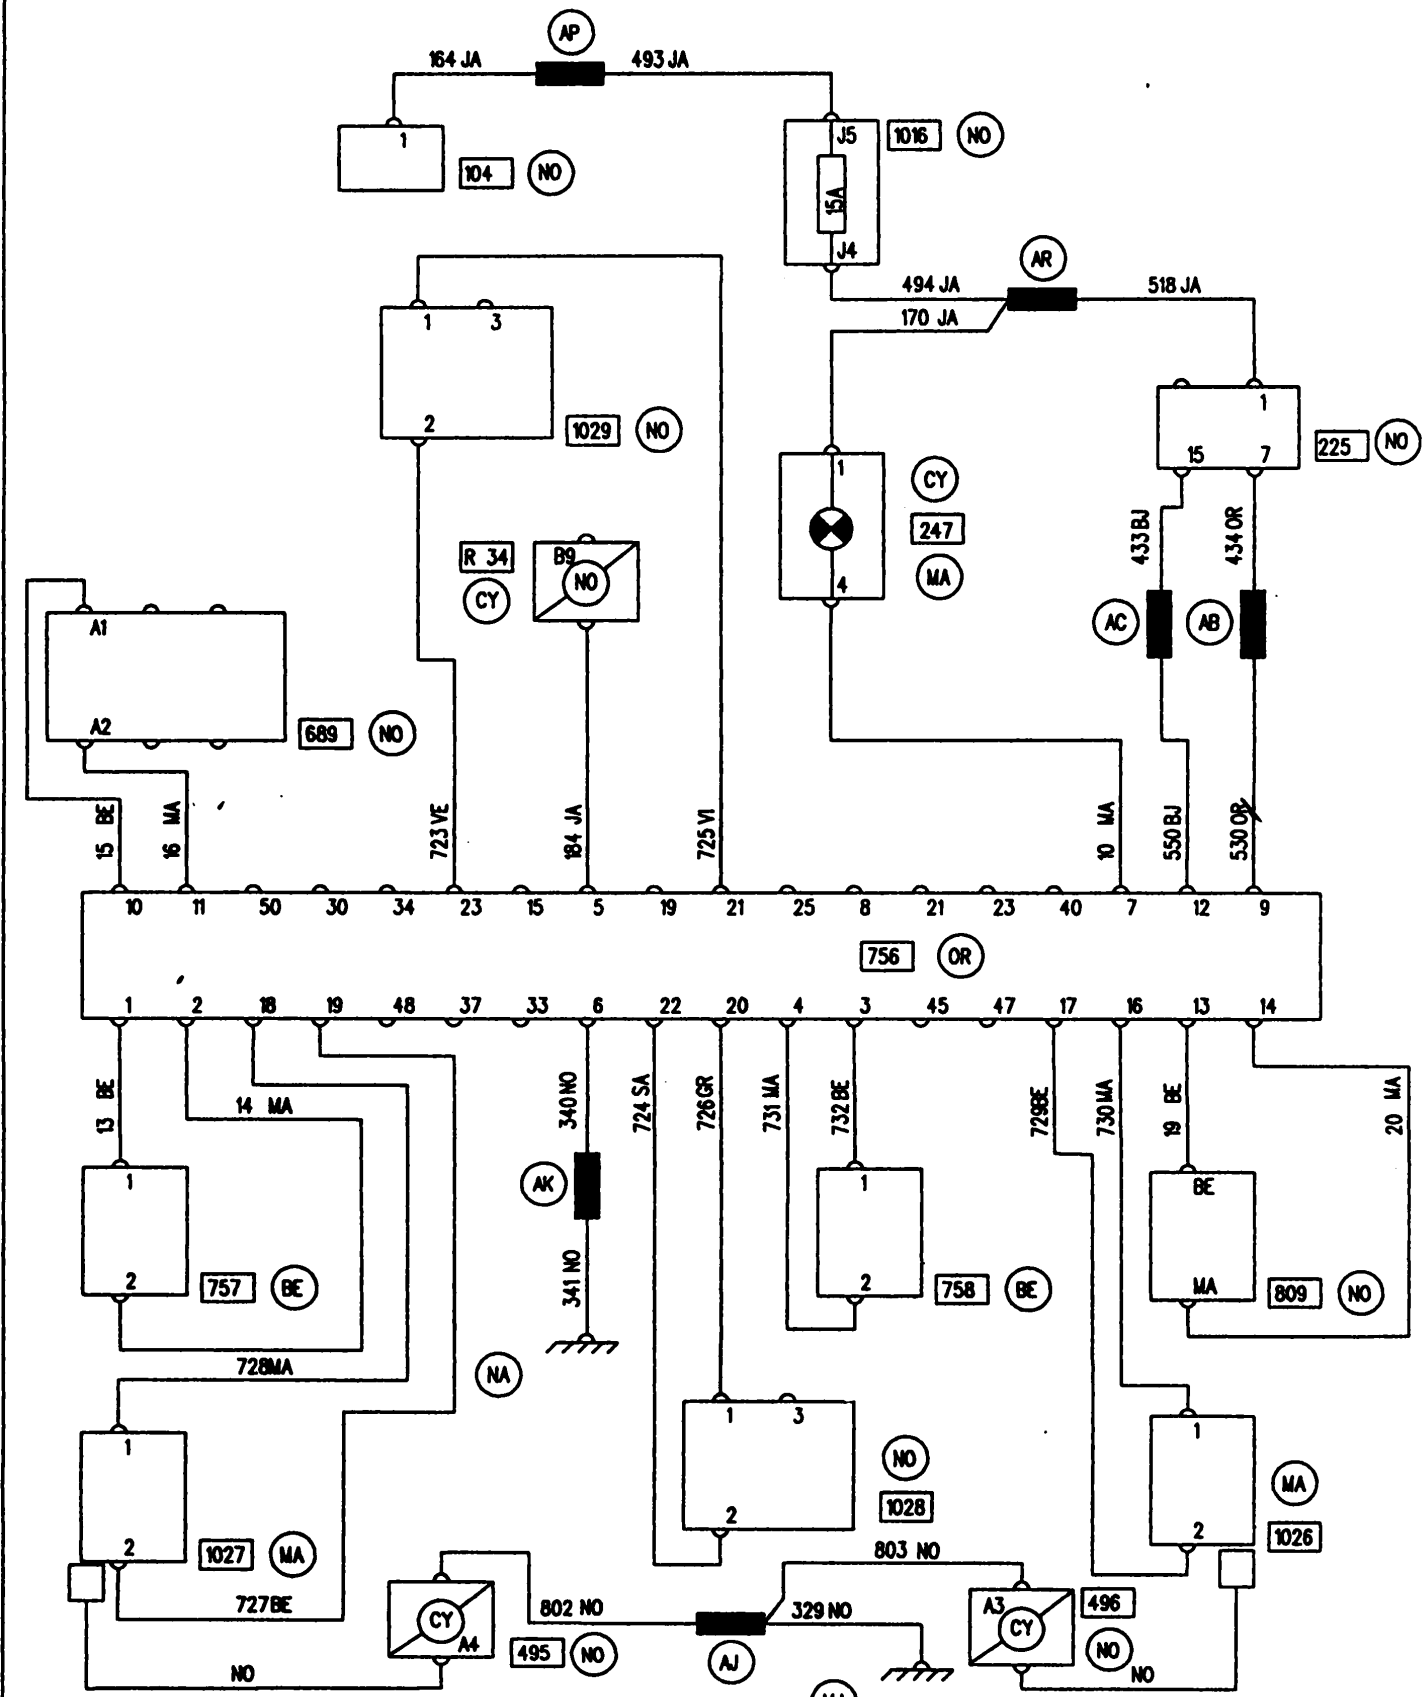 AP
164 JA
493 JA
1
104
NO
J5
15A
J4
1016
NO
AR
494 JA
518 JA
170 JA
1
3
2
1029
NO
1
15
7
225
NO
1
4
CY
247
MA
R 34
CY
B9
NO
433 BJ
434 OR
AC
AB
A1
A2
689
NO
15 BE
16 MA
723 VE
184 JA
725 VI
10 MA
550 BJ
530 OR
10 11 50 30 34 23 15 5 19 21 25 8 21 23 40 7 12 9
756
OR
1 2 18 19 48 37 33 6 22 20 4 3 45 47 17 16 13 14
13 BE
14 MA
340 NO
724 SA
726 GR
731 MA
732 BE
729 BE
730 MA
19 BE
20 MA
1
2
757
BE
AK
341 NO
1
2
758
BE
BE
MA
809
NO
728 MA
NA
1
2
1027
MA
727 BE
NO
1
3
2
NO
1028
1
2
MA
1026
CY
A4
495
NO
802 NO
803 NO
329 NO
AJ
A3
CY
496
NO
NO
MA